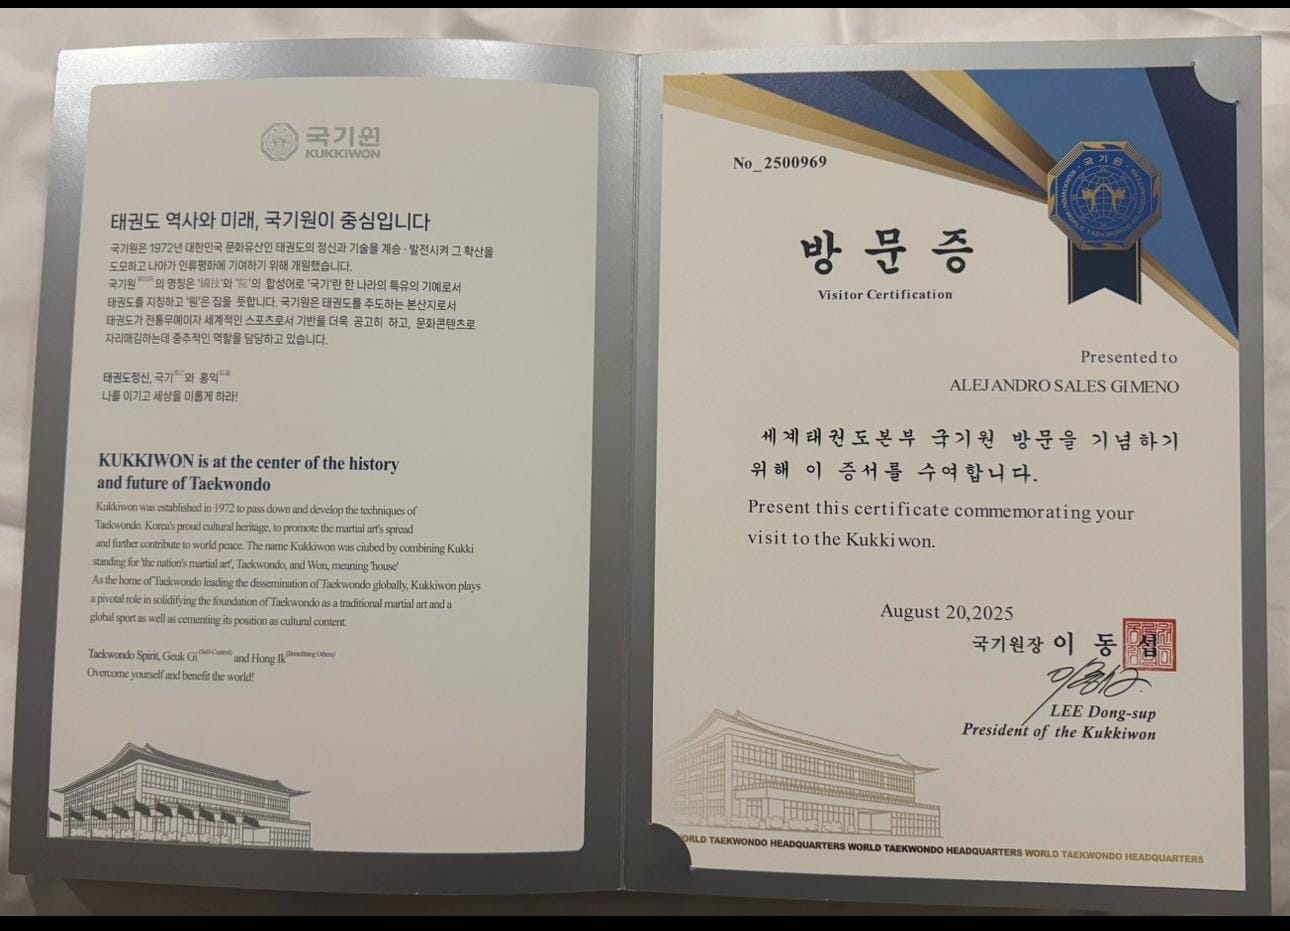 국기원
KUKKIWON
태권도 역사와 미래, 국기원이 중심입니다
국기원은 1972년 대한민국 문화유산인 태권도의 정신과 기술을 계승·발전시켜 그 확산을
도모하고 나아가 인류평화에 기여하기 위해 개원했습니다.
국기원의 명칭은 '國技'와 '院'의 합성어로 '국기'란 한 나라의 특유의 기예로서
태권도를 지칭하고 '원'은 집을 뜻합니다. 국기원은 태권도를 주도하는 본산지로서
태권도가 전통무예이자 세계적인 스포츠로서 기반을 더욱 공고히 하고, 문화콘텐츠로
자리매김하는데 중추적인 역할을 담당하고 있습니다.
태권도정신, 극기와 홍익
나를 이기고 세상을 이롭게 하라!
KUKKIWON is at the center of the history
and future of Taekwondo
Kukkiwon was established in 1972 to pass down and develop the techniques of
Taekwondo. Korea's proud cultural heritage, to promote the martial art's spread
and further contribute to world peace. The name Kukkiwon was ciubed by combining Kukki
standing for 'the nation's martial art', Taekwondo, and Won, meaning 'house'
As the home of Taekwondo leading the dissemination of Taekwondo globally, Kukkiwon plays
a pivotal role in solidifying the foundation of Taekwondo as a traditional martial art and a
global sport as well as cementing its position as cultural content.
Taekwondo Spirit, Geuk Gi(Self-Control) and Hong Ik(Benefiting Others)
Overcome yourself and benefit the world!
No_2500969
국기원
KUKKIWON
WORLD TAEKWONDO HEADQUARTERS
방문증
Visitor Certification
Presented to
ALEJANDRO SALES GIMENO
세계태권도본부 국기원 방문을 기념하기
위해 이 증서를 수여합니다.
Present this certificate commemorating your
visit to the Kukkiwon.
August 20,2025
국기원장 이 동 섭
LEE Dong-sup
President of the Kukkiwon
WORLD TAEKWONDO HEADQUARTERS WORLD TAEKWONDO HEADQUARTERS WORLD TAEKWONDO HEADQUARTERS